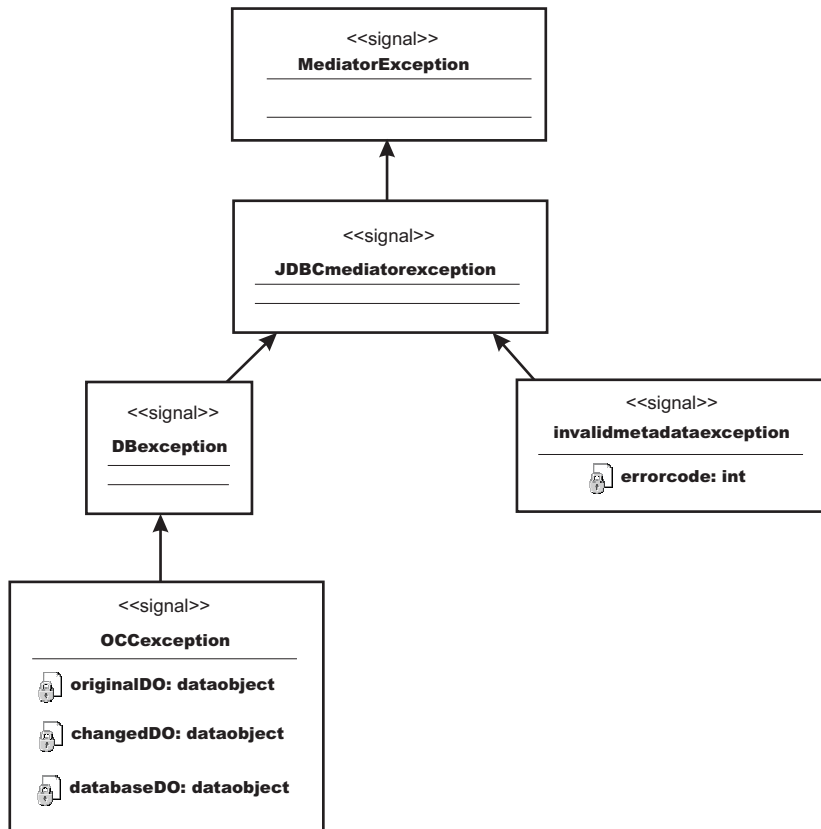 <<signal>>
MediatorException
<<signal>>
JDBCmediatorexception
<<signal>>
DBexception
<<signal>>
invalidmetadataexception
errorcode: int
<<signal>>
OCCexception
originalDO: dataobject
changedDO: dataobject
databaseDO: dataobject